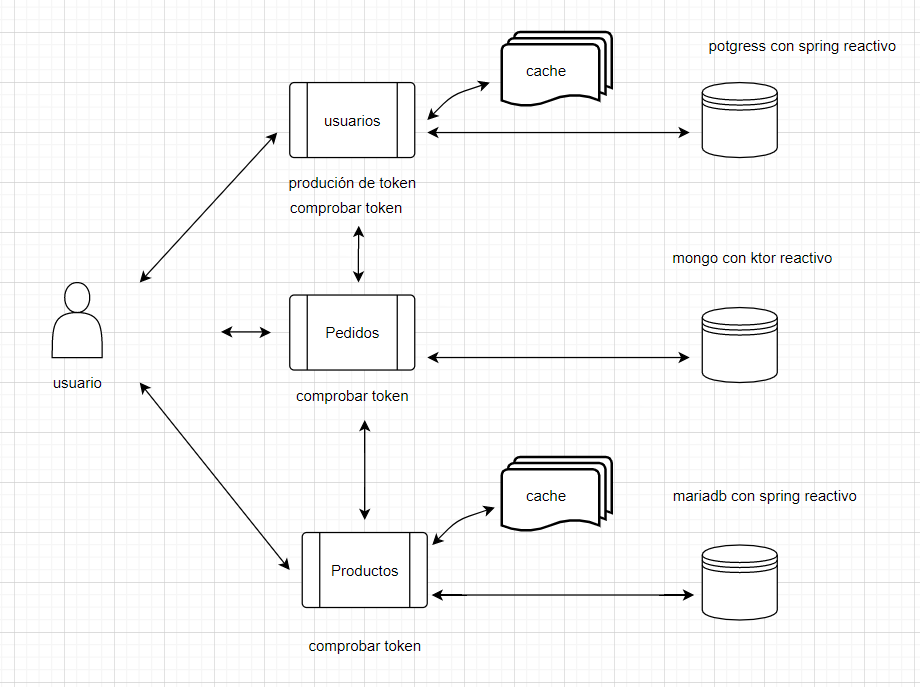 potgress con spring reactivo
cache
usuarios
produción de token
comprobar token
mongo con ktor reactivo
Pedidos
usuario
comprobar token
cache
mariadb con spring reactivo
Productos
comprobar token